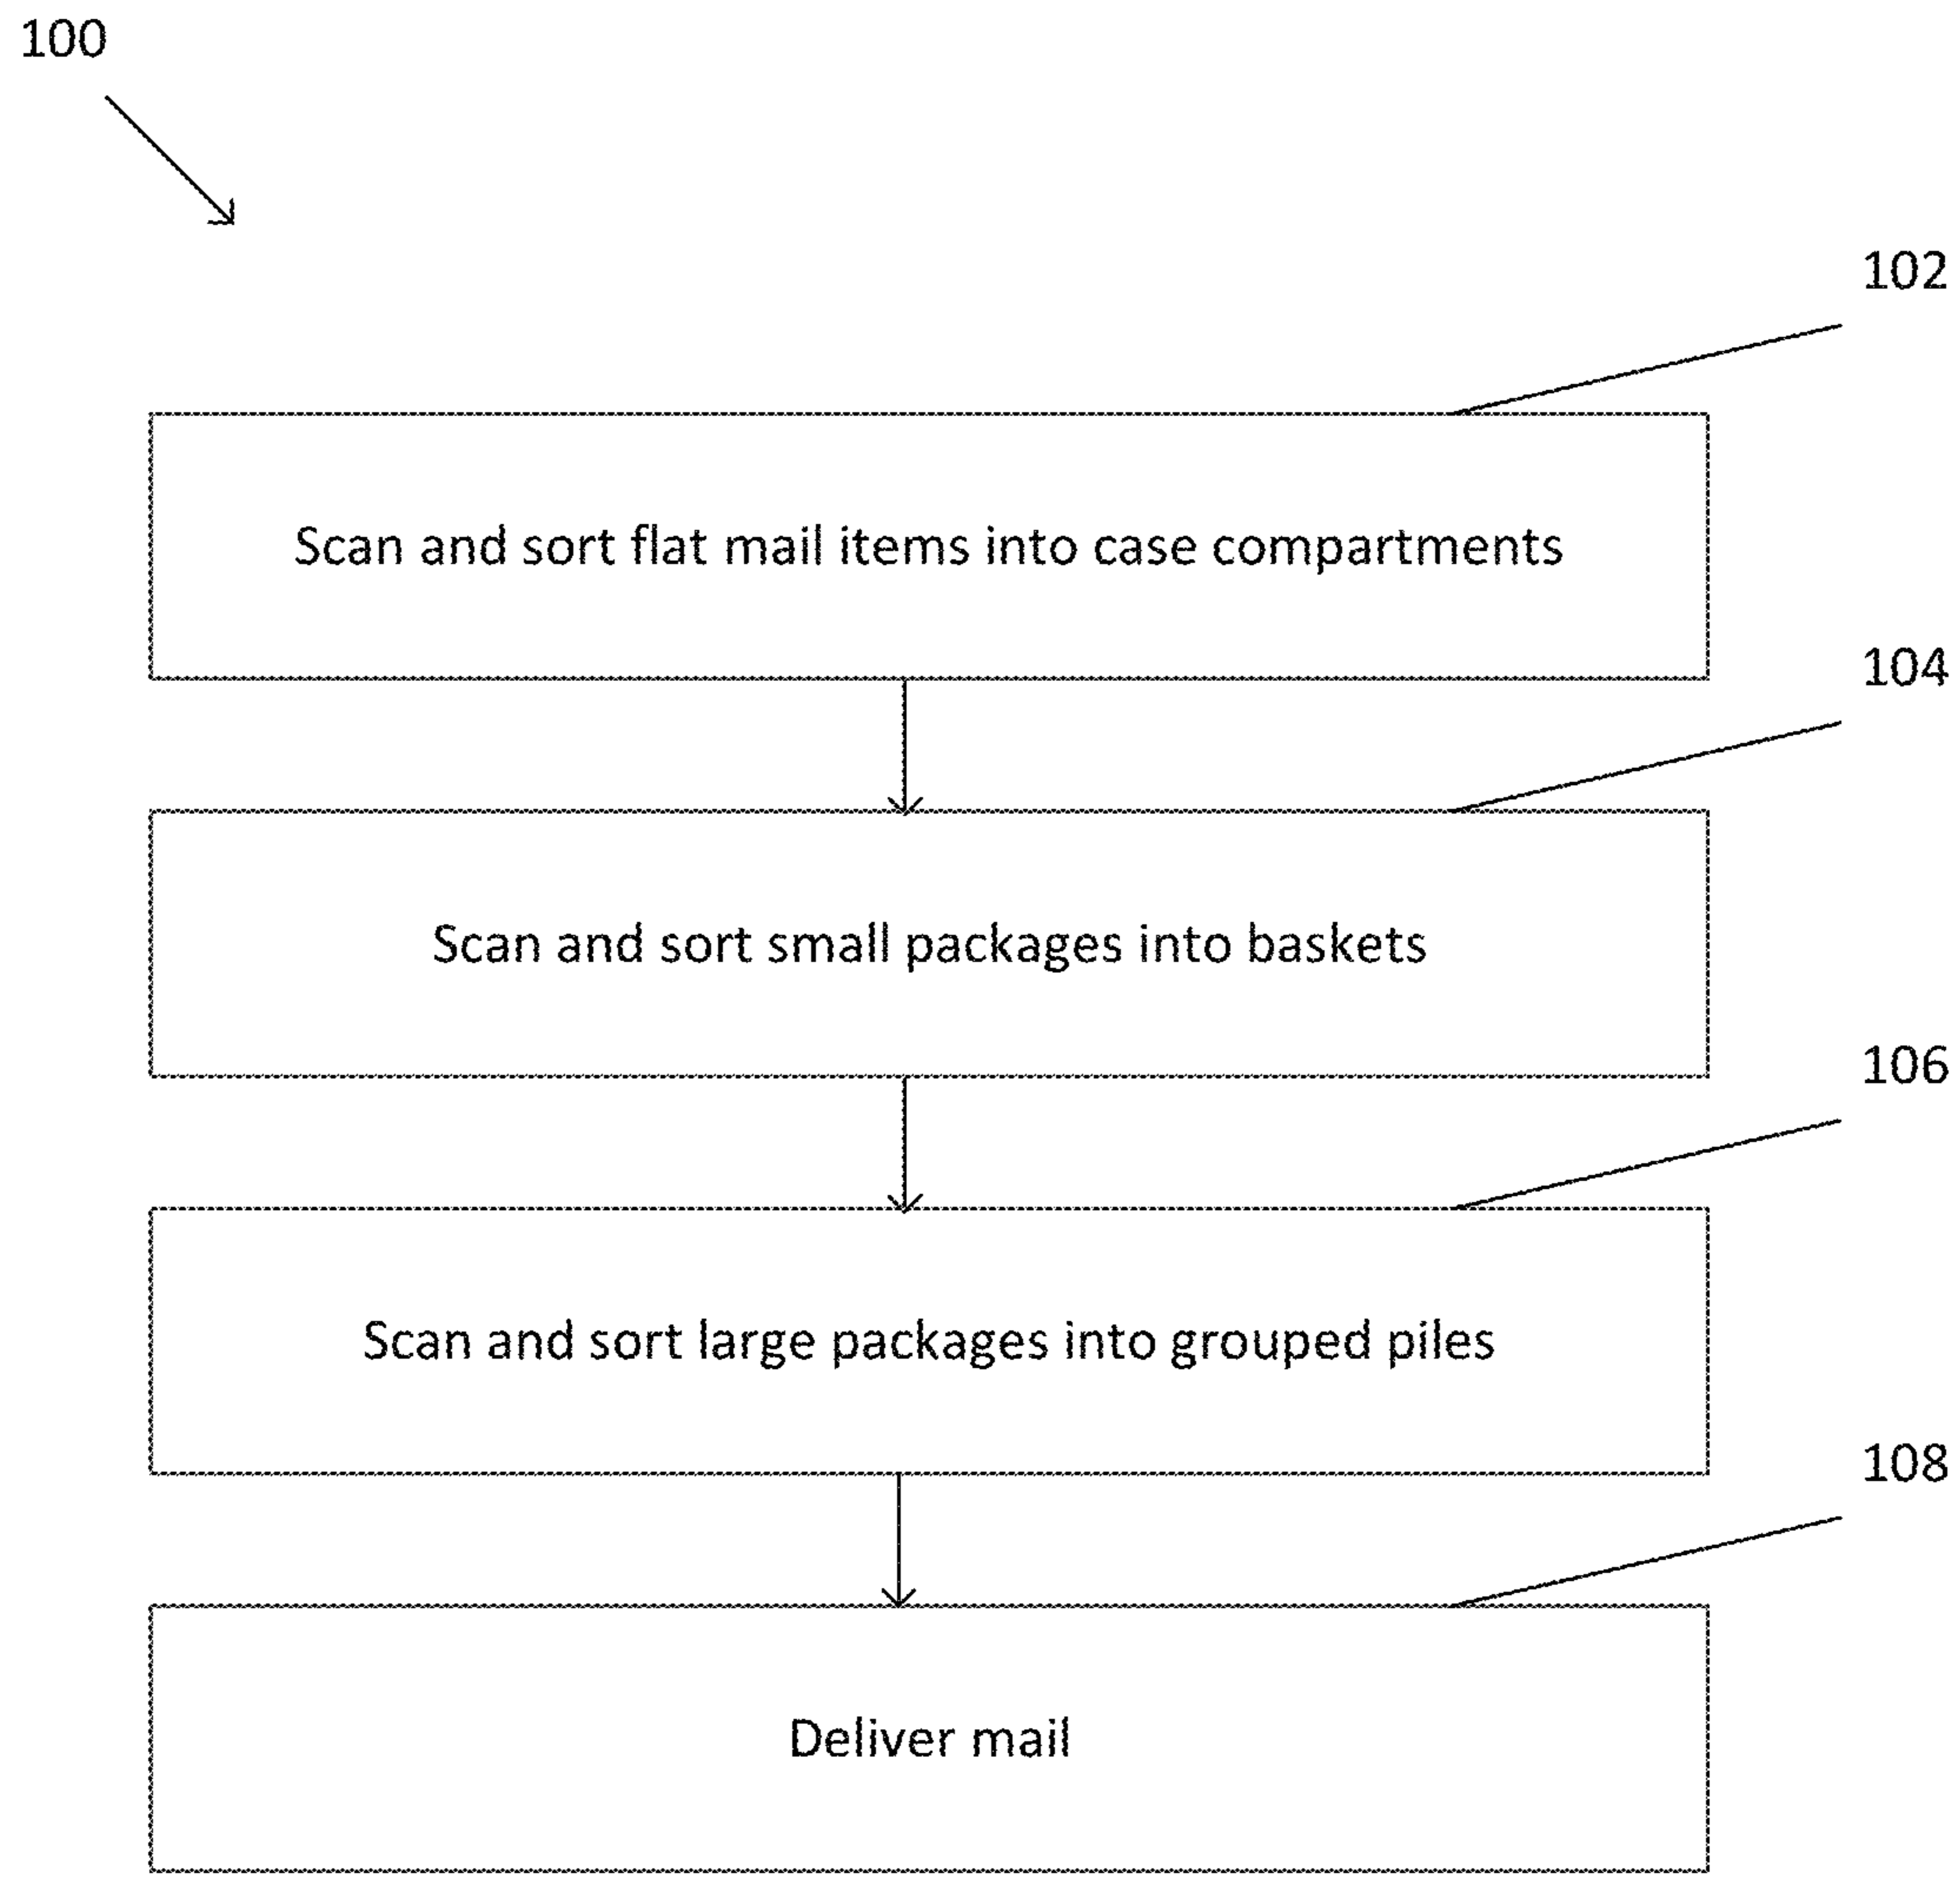 100
102
Scan and sort flat mail items into case compartments
104
Scan and sort small packages into baskets
106
Scan and sort large packages into grouped piles
108
Deliver mail